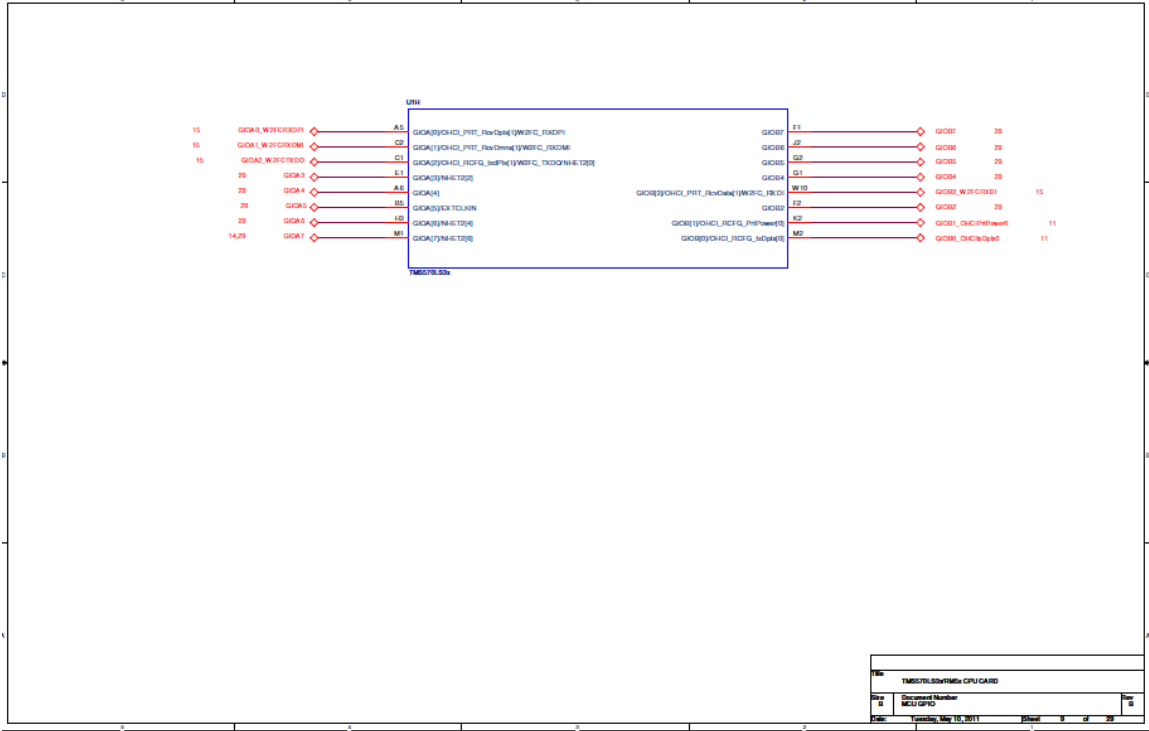 U1H
15 GIOA0_W2FCRXDPI A5 GIOA[0]/OHCI_PRT_RcvDpls[1]/W2FC_RXDPI GIOB7 F1 GIOB7 20
15 GIOA1_W2FCRXDMI C2 GIOA[1]/OHCI_PRT_RcvDmns[1]/W2FC_RXDMI GIOB6 J2 GIOB6 20
15 GIOA2_W2FCTXDO C1 GIOA[2]/OHCI_RCFG_txdPls[1]/W2FC_TXDO/NHET2[0] GIOB5 G2 GIOB5 20
20 GIOA3 E1 GIOA[3]/NHET2[2] GIOB4 G1 GIOB4 20
20 GIOA4 A6 GIOA[4] GIOB[3]/OHCI_PRT_RcvData[1]/W2FC_RXDI W10 GIOB3_W2FCRXDI 15
20 GIOA5 B5 GIOA[5]/EXTCLKIN GIOB2 F2 GIOB2 20
20 GIOA6 H3 GIOA[6]/NHET2[4] GIOB[1]/OHCI_RCFG_PrtPower[0] K2 GIOB1_OHCIPrtPower0 11
14,20 GIOA7 M1 GIOA[7]/NHET2[6] GIOB[0]/OHCI_RCFG_txDpls[0] M2 GIOB0_OHCItxDpls0 11
TMS570LS3x
Title
TMS570LS3x/RM5x CPU CARD
Size Document Number Rev
B MCU GPIO B
Date: Tuesday, May 10, 2011 Sheet 9 of 20